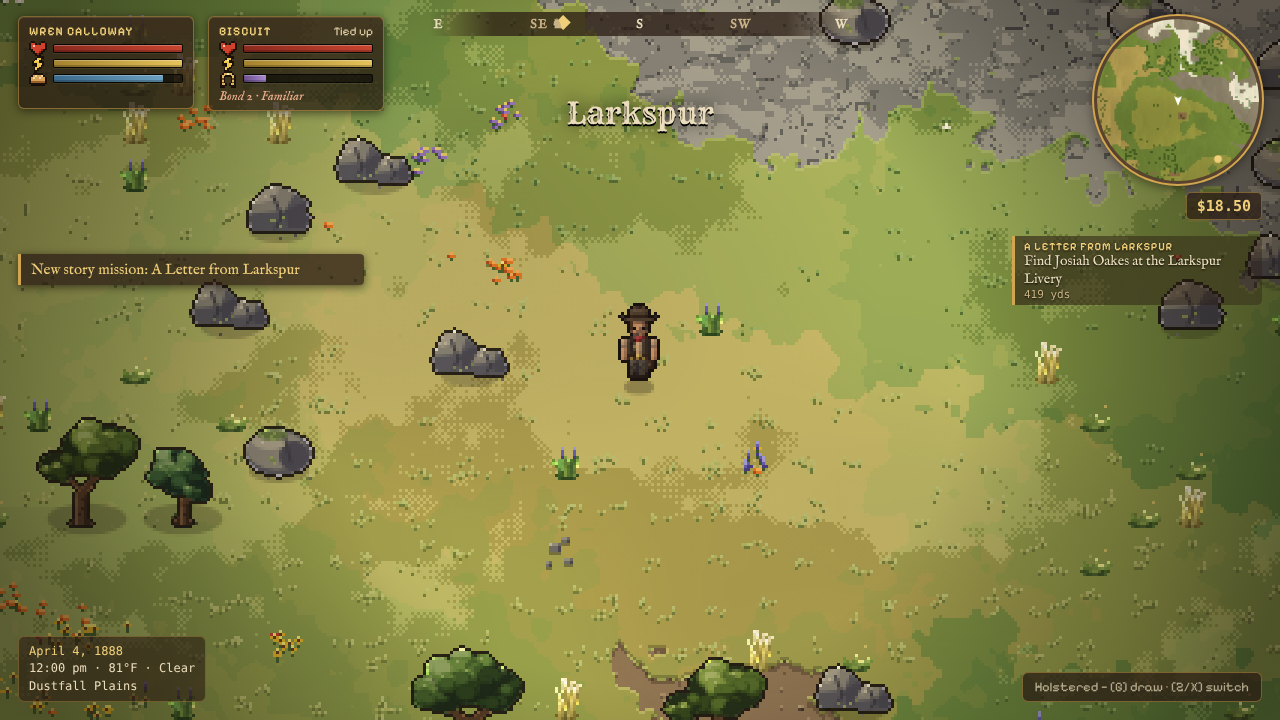 WREN CALLOWAY
BISCUIT
Tied up
Bond 2 · Familiar
E
SE
S
SW
W
Larkspur
$18.50
A LETTER FROM LARKSPUR
Find Josiah Oakes at the Larkspur
Livery
419 yds
New story mission: A Letter from Larkspur
April 4, 1888
12:00 pm · 81°F · Clear
Dustfall Plains
Holstered - [G] draw · [Z/X] switch